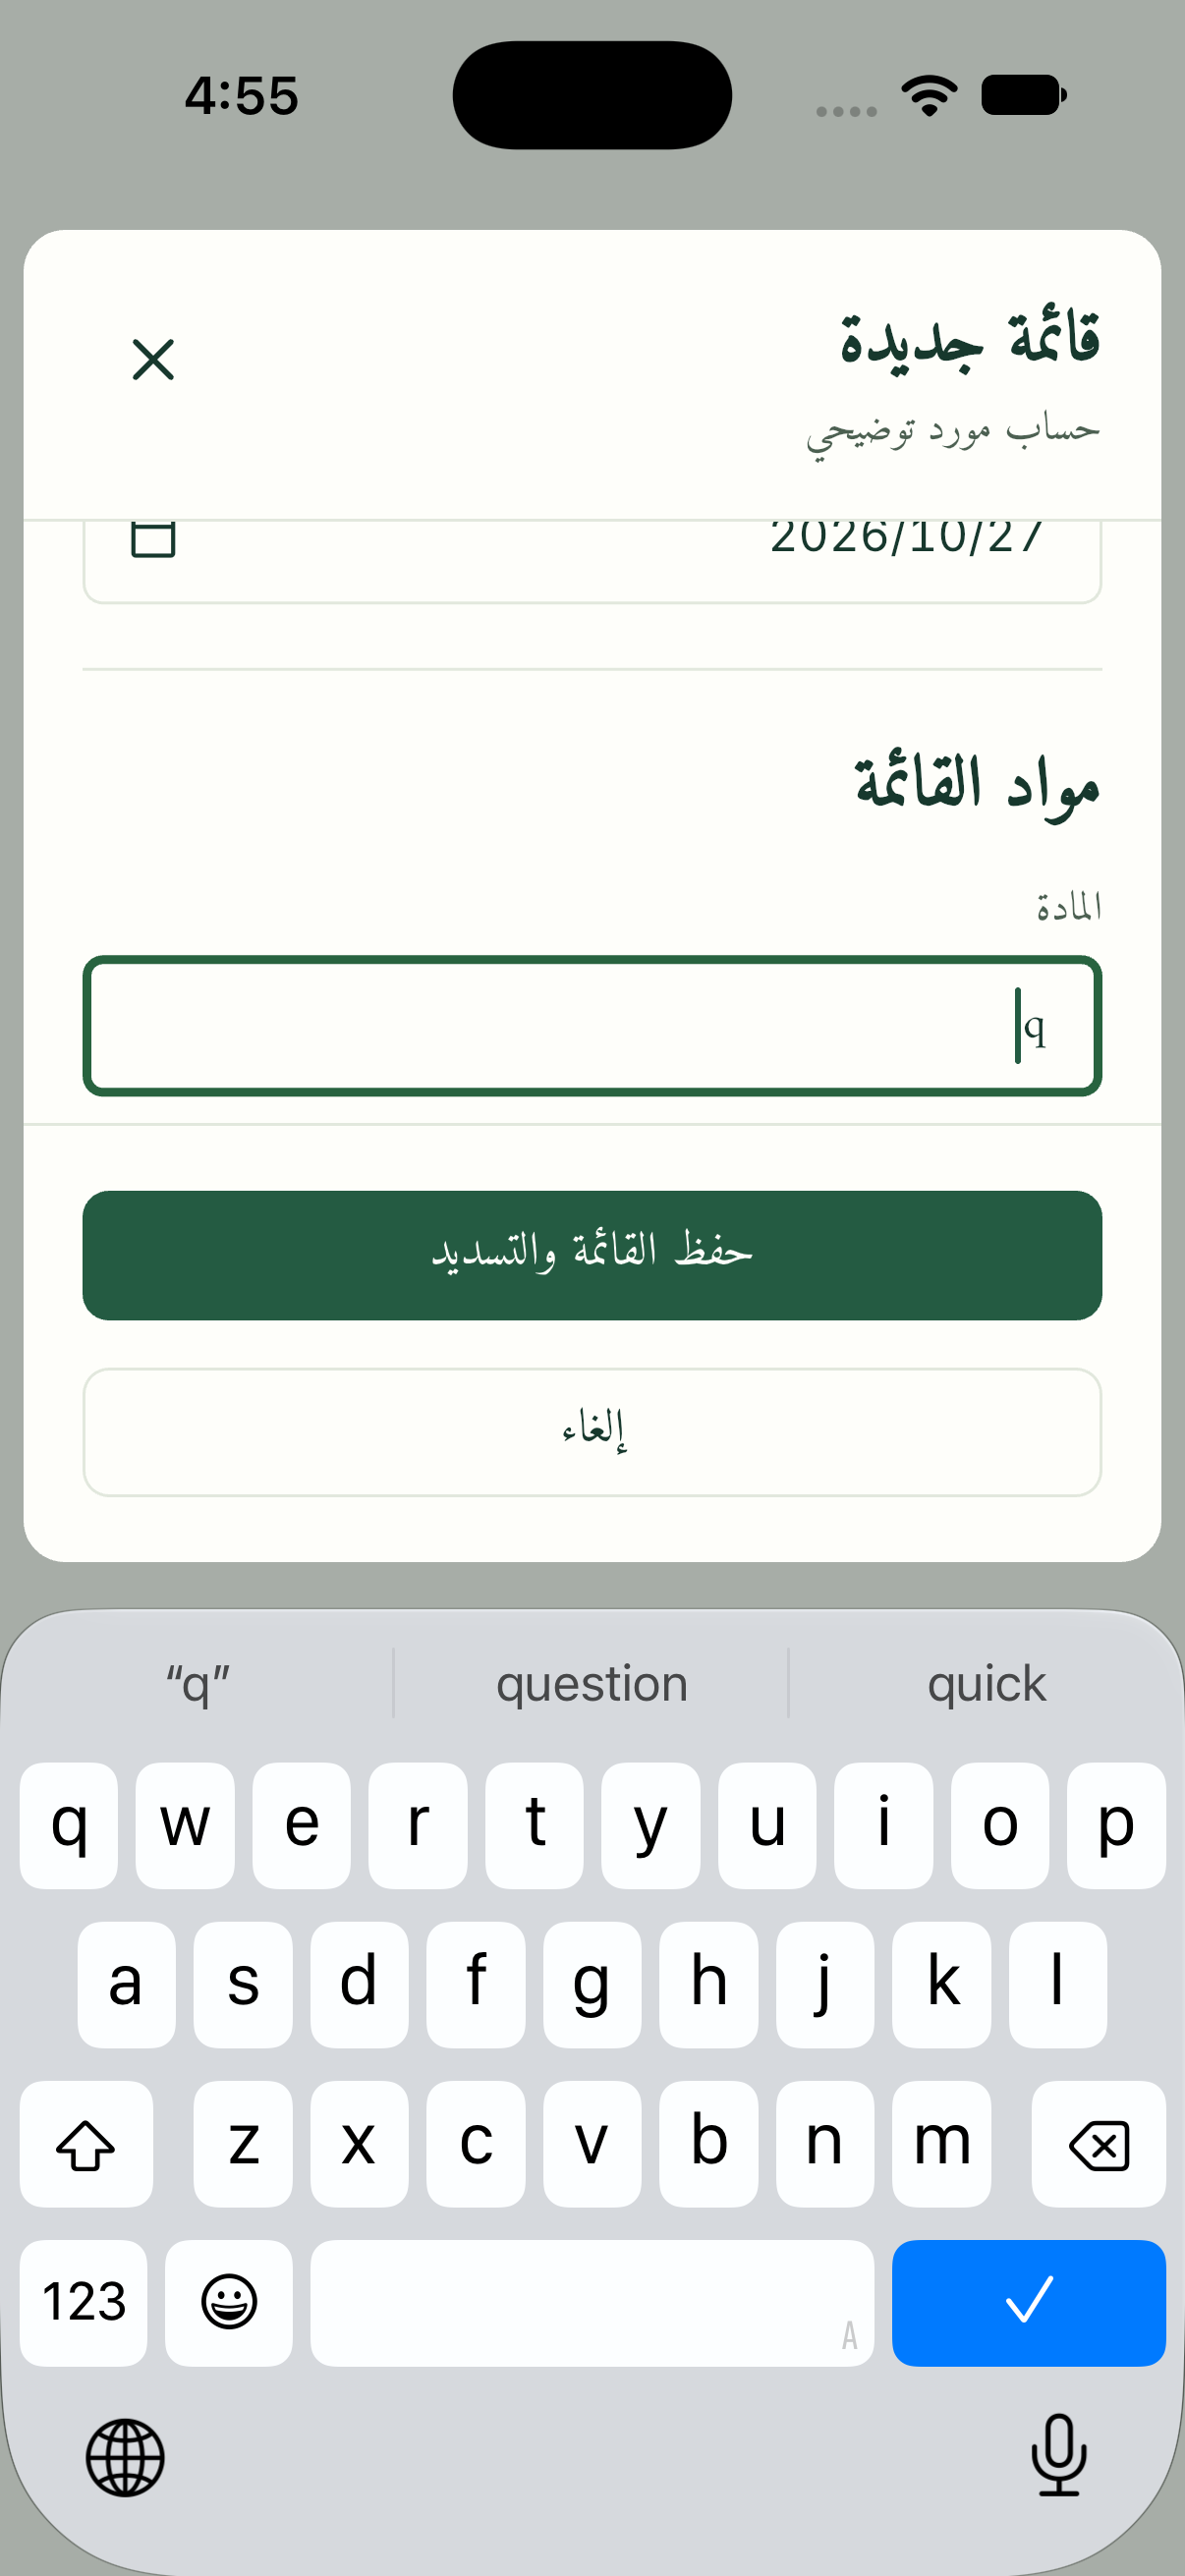 4:55
قائمة جديدة
حساب مورد توضيحي
2026/10/27
مواد القائمة
المادة
q
حفظ القائمة والتسديد
إلغاء
“q” question quick
q w e r t y u i o p
a s d f g h j k l
z x c v b n m
123
A